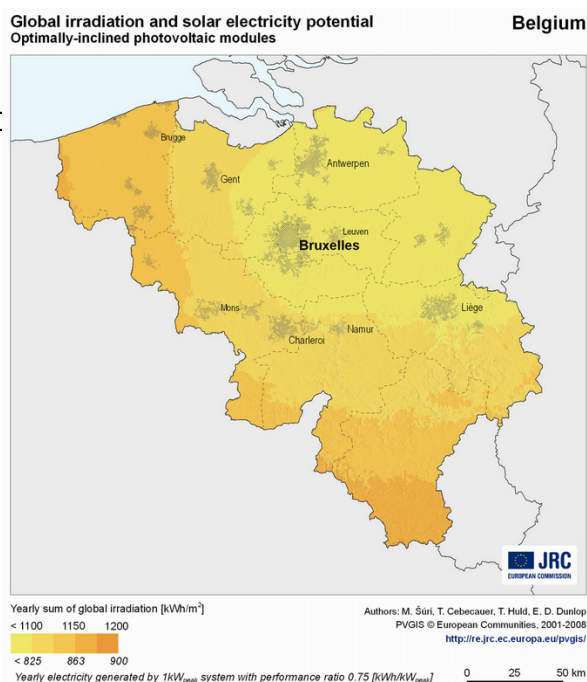 Global irradiation and solar electricity potential
Optimally-inclined photovoltaic modules
Belgium
Brugge
Antwerpen
Gent
Leuven
Bruxelles
Mons
Liège
Namur
Charleroi
JRC
EUROPEAN COMMISSION
Yearly sum of global irradiation [kWh/m²]
< 1100 1150 1200
< 825 863 900
Yearly electricity generated by 1kWpeak system with performance ratio 0.75 [kWh/kWpeak]
Authors: M. Šúri, T. Cebecauer, T. Huld, E. D. Dunlop
PVGIS © European Communities, 2001-2008
http://re.jrc.ec.europa.eu/pvgis/
0 25 50 km